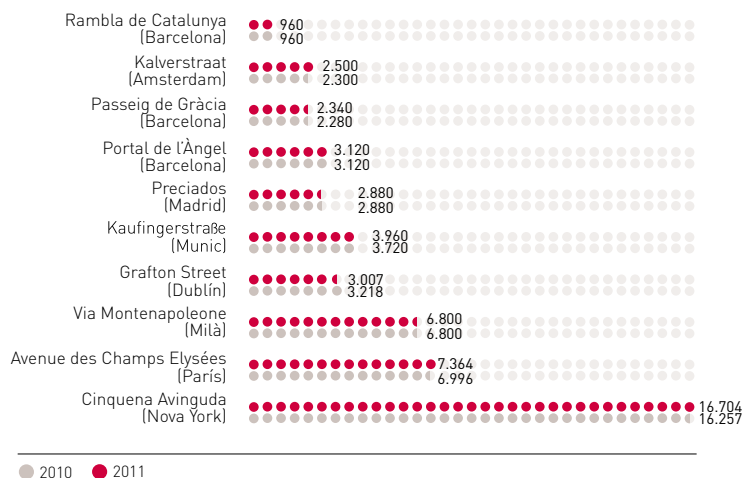 Rambla de Catalunya
(Barcelona)
960
960
Kalverstraat
(Amsterdam)
2.500
2.300
Passeig de Gràcia
(Barcelona)
2.340
2.280
Portal de l'Àngel
(Barcelona)
3.120
3.120
Preciados
(Madrid)
2.880
2.880
Kaufingerstraße
(Munic)
3.960
3.720
Grafton Street
(Dublín)
3.007
3.218
Via Montenapoleone
(Milà)
6.800
6.800
Avenue des Champs Elysées
(París)
7.364
6.996
Cinquena Avinguda
(Nova York)
16.704
16.257
2010 2011